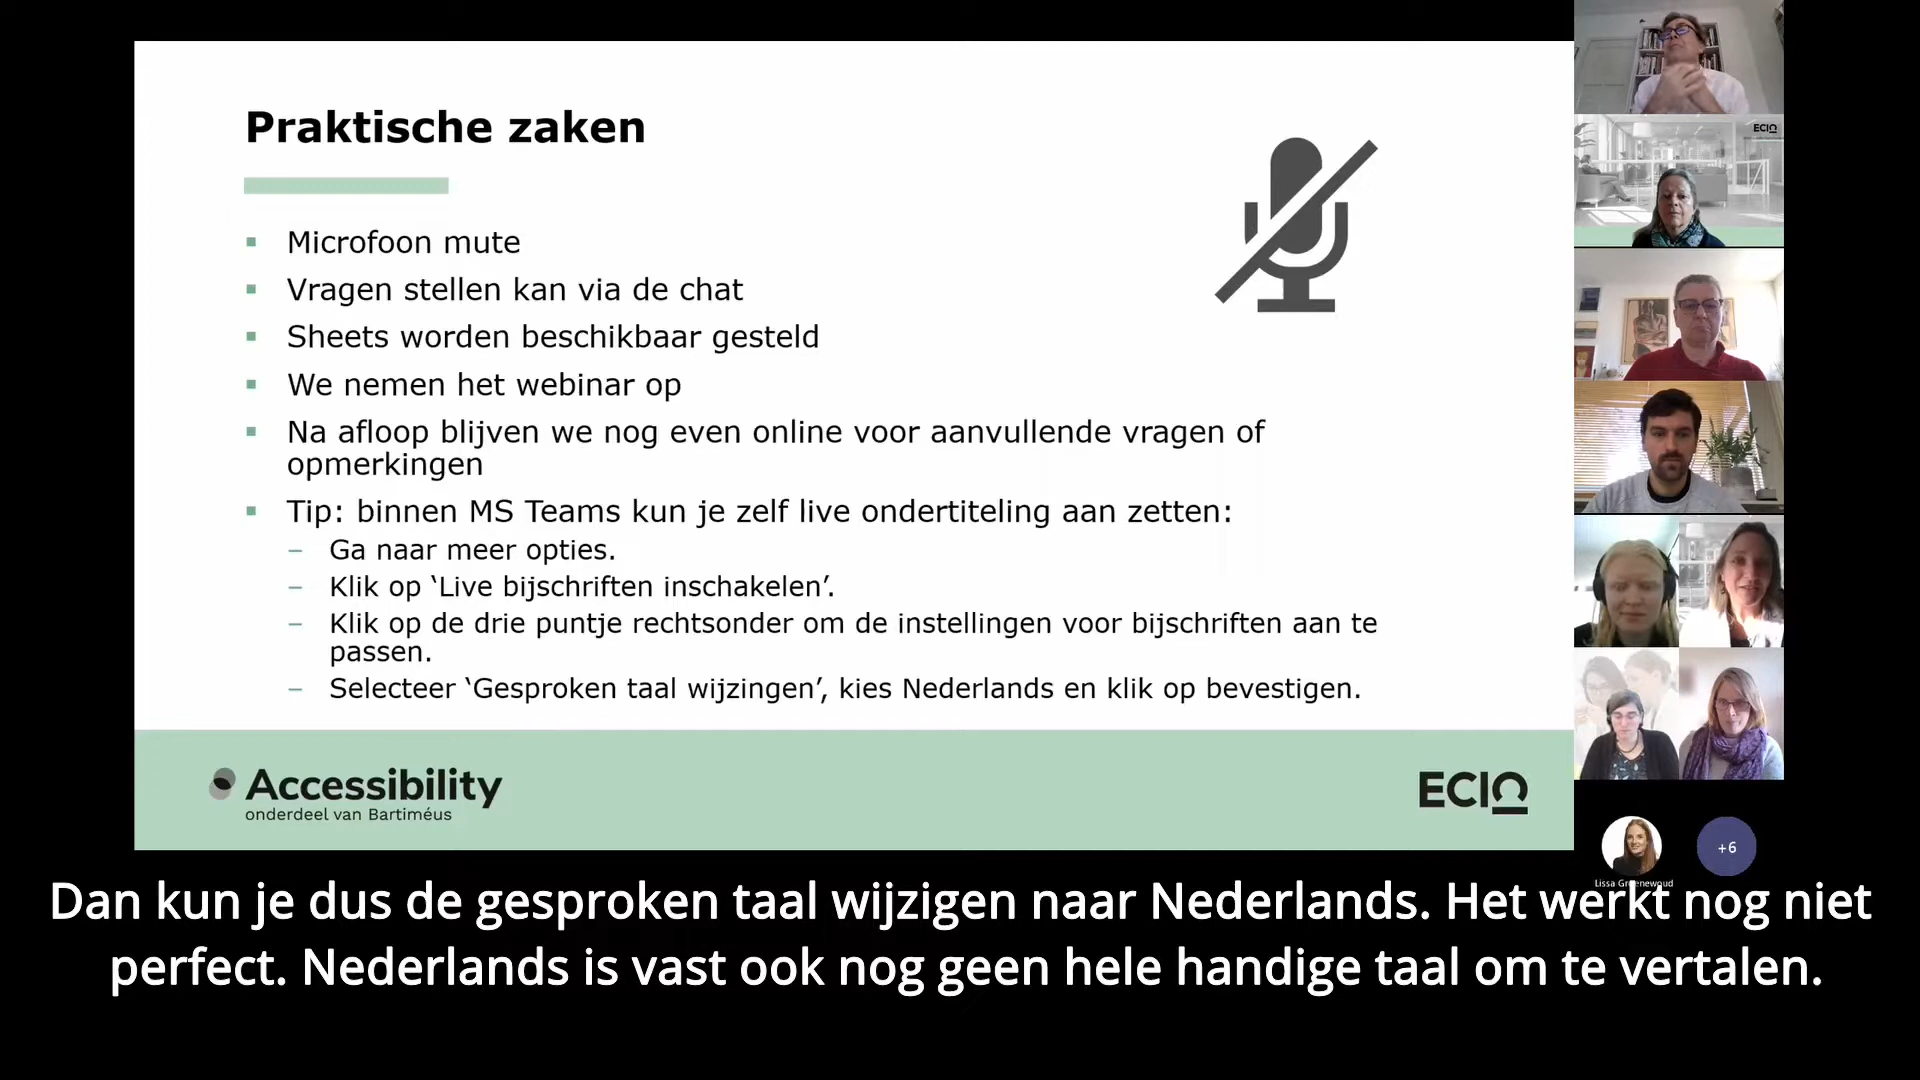 Praktische zaken
Microfoon mute
Vragen stellen kan via de chat
Sheets worden beschikbaar gesteld
We nemen het webinar op
Na afloop blijven we nog even online voor aanvullende vragen of
opmerkingen
Tip: binnen MS Teams kun je zelf live ondertiteling aan zetten:
– Ga naar meer opties.
– Klik op ‘Live bijschriften inschakelen’.
– Klik op de drie puntje rechtsonder om de instellingen voor bijschriften aan te
passen.
– Selecteer ‘Gesproken taal wijzingen’, kies Nederlands en klik op bevestigen.
Accessibility
onderdeel van Bartiméus
ECIO
ECIO
+6
Lissa Groenewoud
Dan kun je dus de gesproken taal wijzigen naar Nederlands. Het werkt nog niet
perfect. Nederlands is vast ook nog geen hele handige taal om te vertalen.